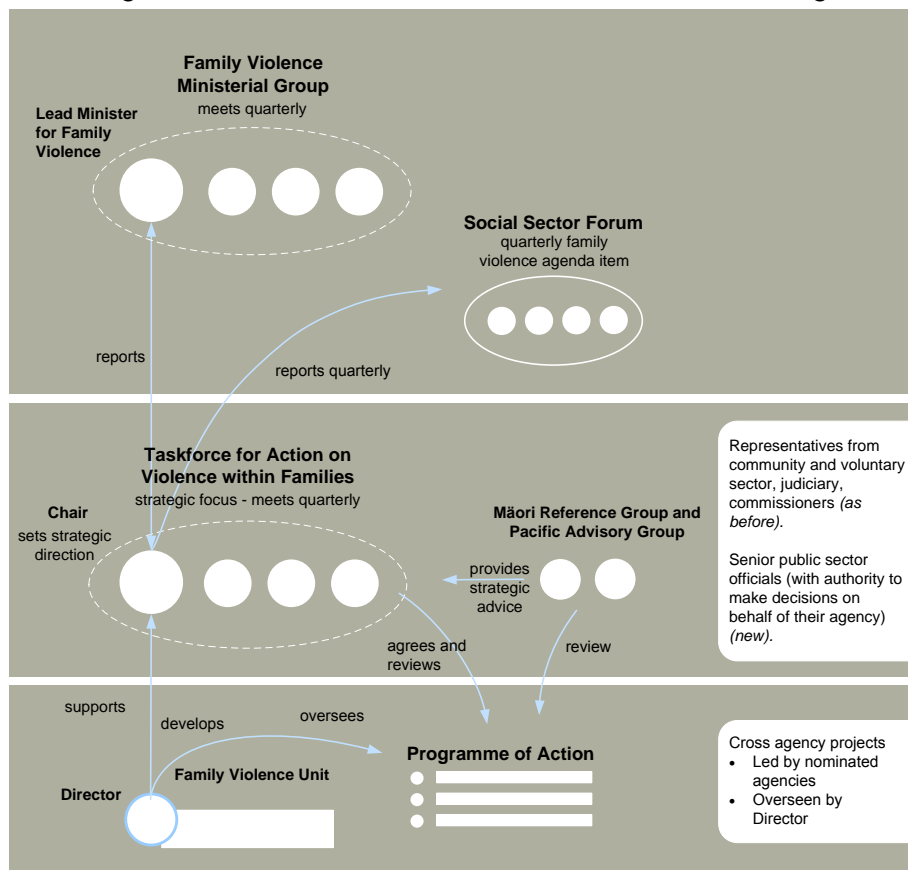 Family Violence
Ministerial Group
meets quarterly
Lead Minister
for Family
Violence
Social Sector Forum
quarterly family
violence agenda item
reports
reports quarterly
Taskforce for Action on
Violence within Families
strategic focus - meets quarterly
Chair
sets strategic
direction
Mäori Reference Group and
Pacific Advisory Group
provides
strategic
advice
agrees and
reviews
review
Representatives from
community and voluntary
sector, judiciary,
commissioners (as
before).
Senior public sector
officials (with authority to
make decisions on
behalf of their agency)
(new).
supports
develops
oversees
Programme of Action
Family Violence Unit
Director
Cross agency projects
• Led by nominated
agencies
• Overseen by
Director